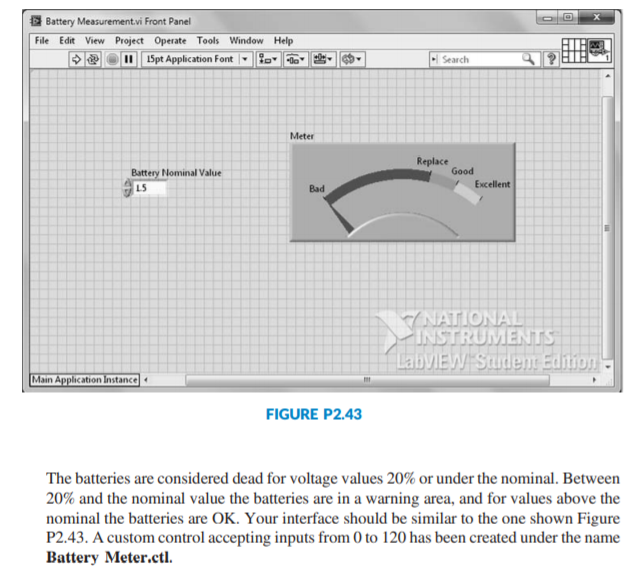 Battery Measurement.vi Front Panel
File Edit View Project Operate Tools Window Help
15pt Application Font
Search
?
1
Meter
Battery Nominal Value
1.5
Replace
Good
Bad
Excellent
NATIONAL
INSTRUMENTS
LabVIEW™ Student Edition
Main Application Instance
FIGURE P2.43
The batteries are considered dead for voltage values 20% or under the nominal. Between
20% and the nominal value the batteries are in a warning area, and for values above the
nominal the batteries are OK. Your interface should be similar to the one shown Figure
P2.43. A custom control accepting inputs from 0 to 120 has been created under the name
Battery Meter.ctl.